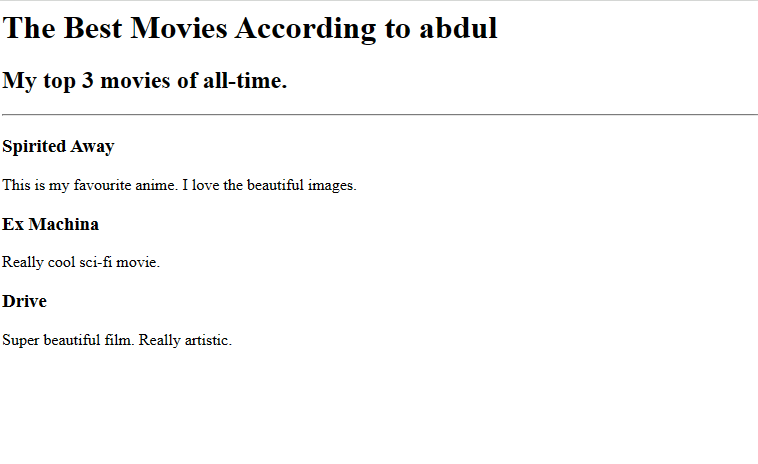 The Best Movies According to abdul
My top 3 movies of all-time.
Spirited Away
This is my favourite anime. I love the beautiful images.
Ex Machina
Really cool sci-fi movie.
Drive
Super beautiful film. Really artistic.